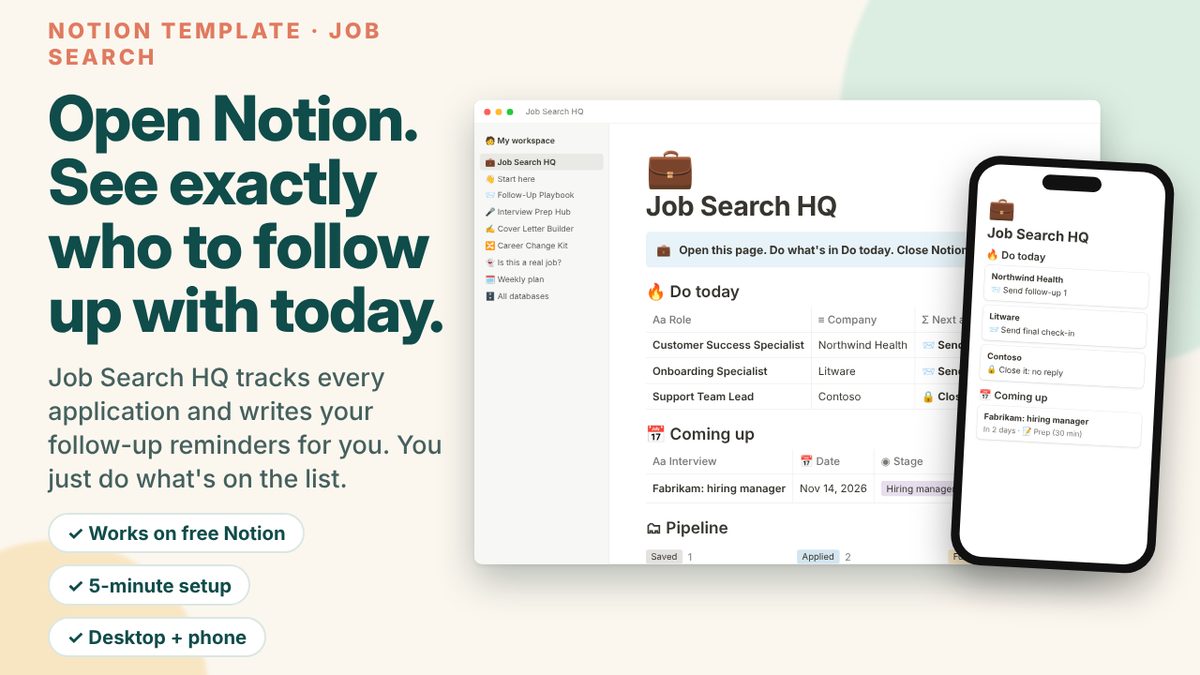 NOTION TEMPLATE · JOB
SEARCH
Open Notion.
See exactly
who to follow
up with today.
Job Search HQ tracks every
application and writes your
follow-up reminders for you. You
just do what's on the list.
✓ Works on free Notion
✓ 5-minute setup
✓ Desktop + phone
Job Search HQ
My workspace
Job Search HQ
Start here
Follow-Up Playbook
Interview Prep Hub
Cover Letter Builder
Career Change Kit
Is this a real job?
Weekly plan
All databases
Job Search HQ
Open this page. Do what's in Do today. Close Notion
Do today
Aa Role ≡ Company Σ Next a
Customer Success Specialist Northwind Health Send
Onboarding Specialist Litware Send
Support Team Lead Contoso Clos
Coming up
Aa Interview Date Stage
Fabrikam: hiring manager Nov 14, 2026 Hiring manager
Pipeline
Saved 1 Applied 2
Job Search HQ
Do today
Northwind Health
Send follow-up 1
Litware
Send final check-in
Contoso
Close it: no reply
Coming up
Fabrikam: hiring manager
In 2 days · Prep (30 min)